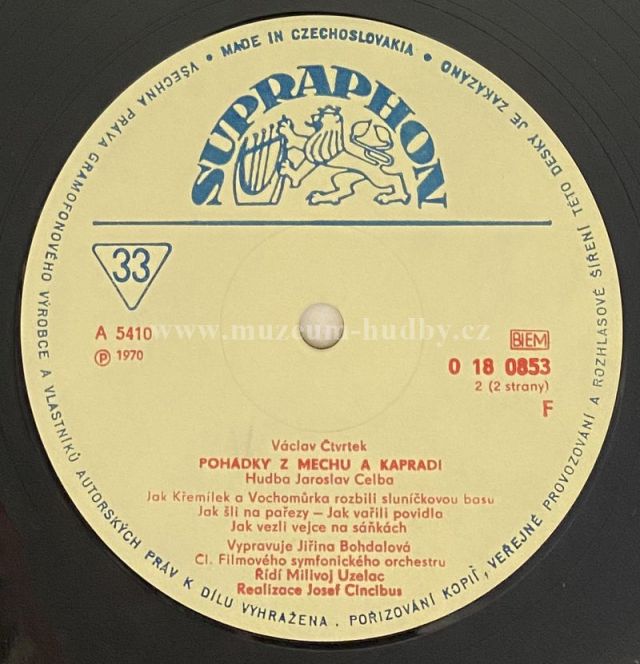 VŠECHNA PRÁVA GRAMOFONOVÉHO VÝROBCE A VLASTNÍKŮ AUTORSKÝCH PRÁV K DÍLU VYHRAŽENA. POŘIZOVÁNÍ KOPIÍ, VEŘEJNÉ PROVOZOVÁNÍ A ROZHLASOVÉ ŠÍŘENÍ TÉTO DESKY JE ZAKÁZÁNO • MADE IN CZECHOSLOVAKIA •
SUPRAPHON
33
A 5410
Ⓟ 1970
www.muzeum-hudby.cz
BIEM
0 18 0853
2 (2 strany)
F
Václav Čtvrtek
POHÁDKY Z MECHU A KAPRADI
Hudba Jaroslav Celba
Jak Křemílek a Vochomůrka rozbili sluníčkovou basu
Jak šli na pařezy – Jak vařili povidla
Jak vezli vejce na sáňkách
Vypravuje Jiřina Bohdalová
Čl. Filmového symfonického orchestru
Řídí Milivoj Uzelac
Realizace Josef Cincibus